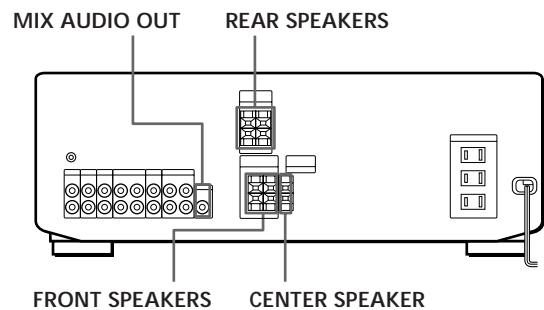 MIX AUDIO OUT
REAR SPEAKERS
FRONT SPEAKERS
CENTER SPEAKER